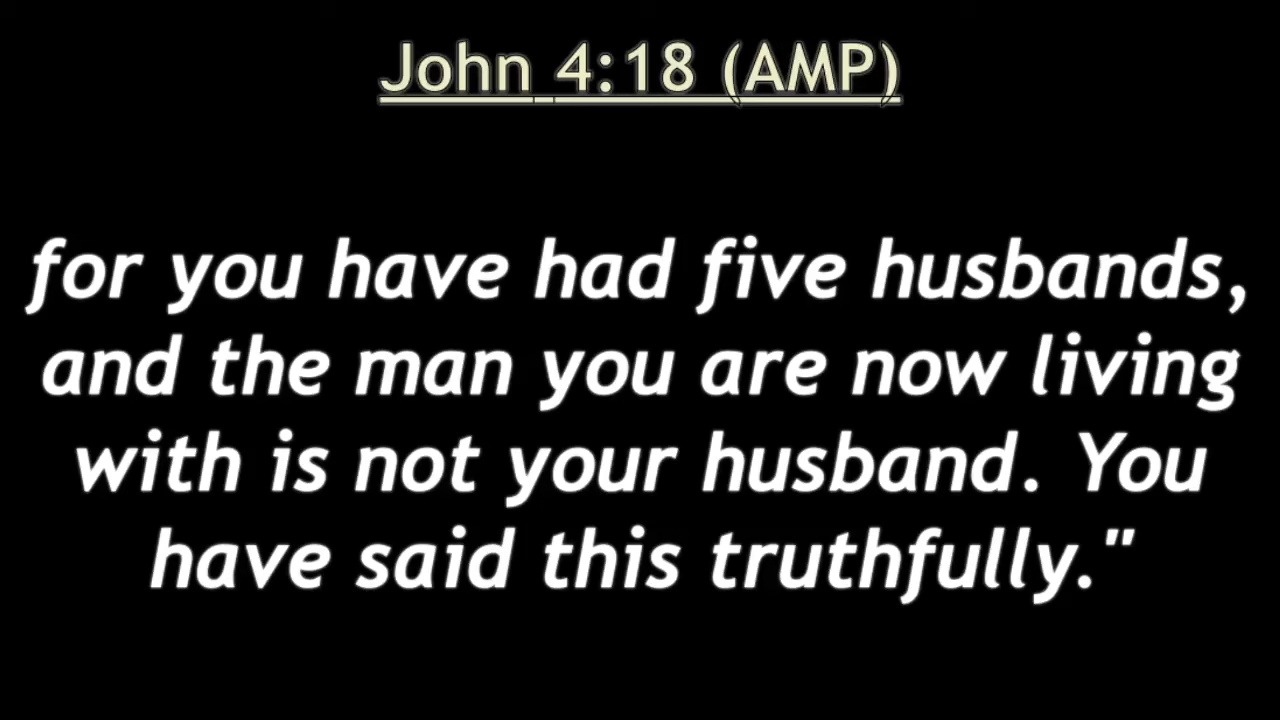 John 4:18 (AMP)
for you have had five husbands,
and the man you are now living
with is not your husband. You
have said this truthfully."